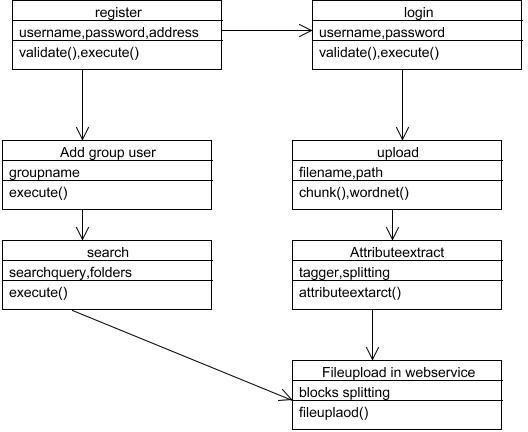 register
username,password,address
validate(),execute()
login
username,password
validate(),execute()
Add group user
groupname
execute()
upload
filename,path
chunk(),wordnet()
search
searchquery,folders
execute()
Attributeextract
tagger,splitting
attributeextarct()
Fileupload in webservice
blocks splitting
fileuplaod()